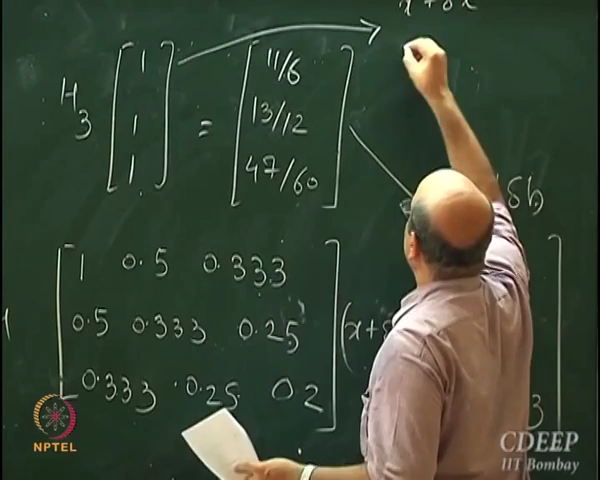 x + δx
H₃ [1 1 1] = [11/6 13/12 47/60]
δb
1 0.5 0.333
0.5 0.333 0.25 (x+
0.333 0.25 0.2 3
NPTEL
CDEEP
IIT Bombay